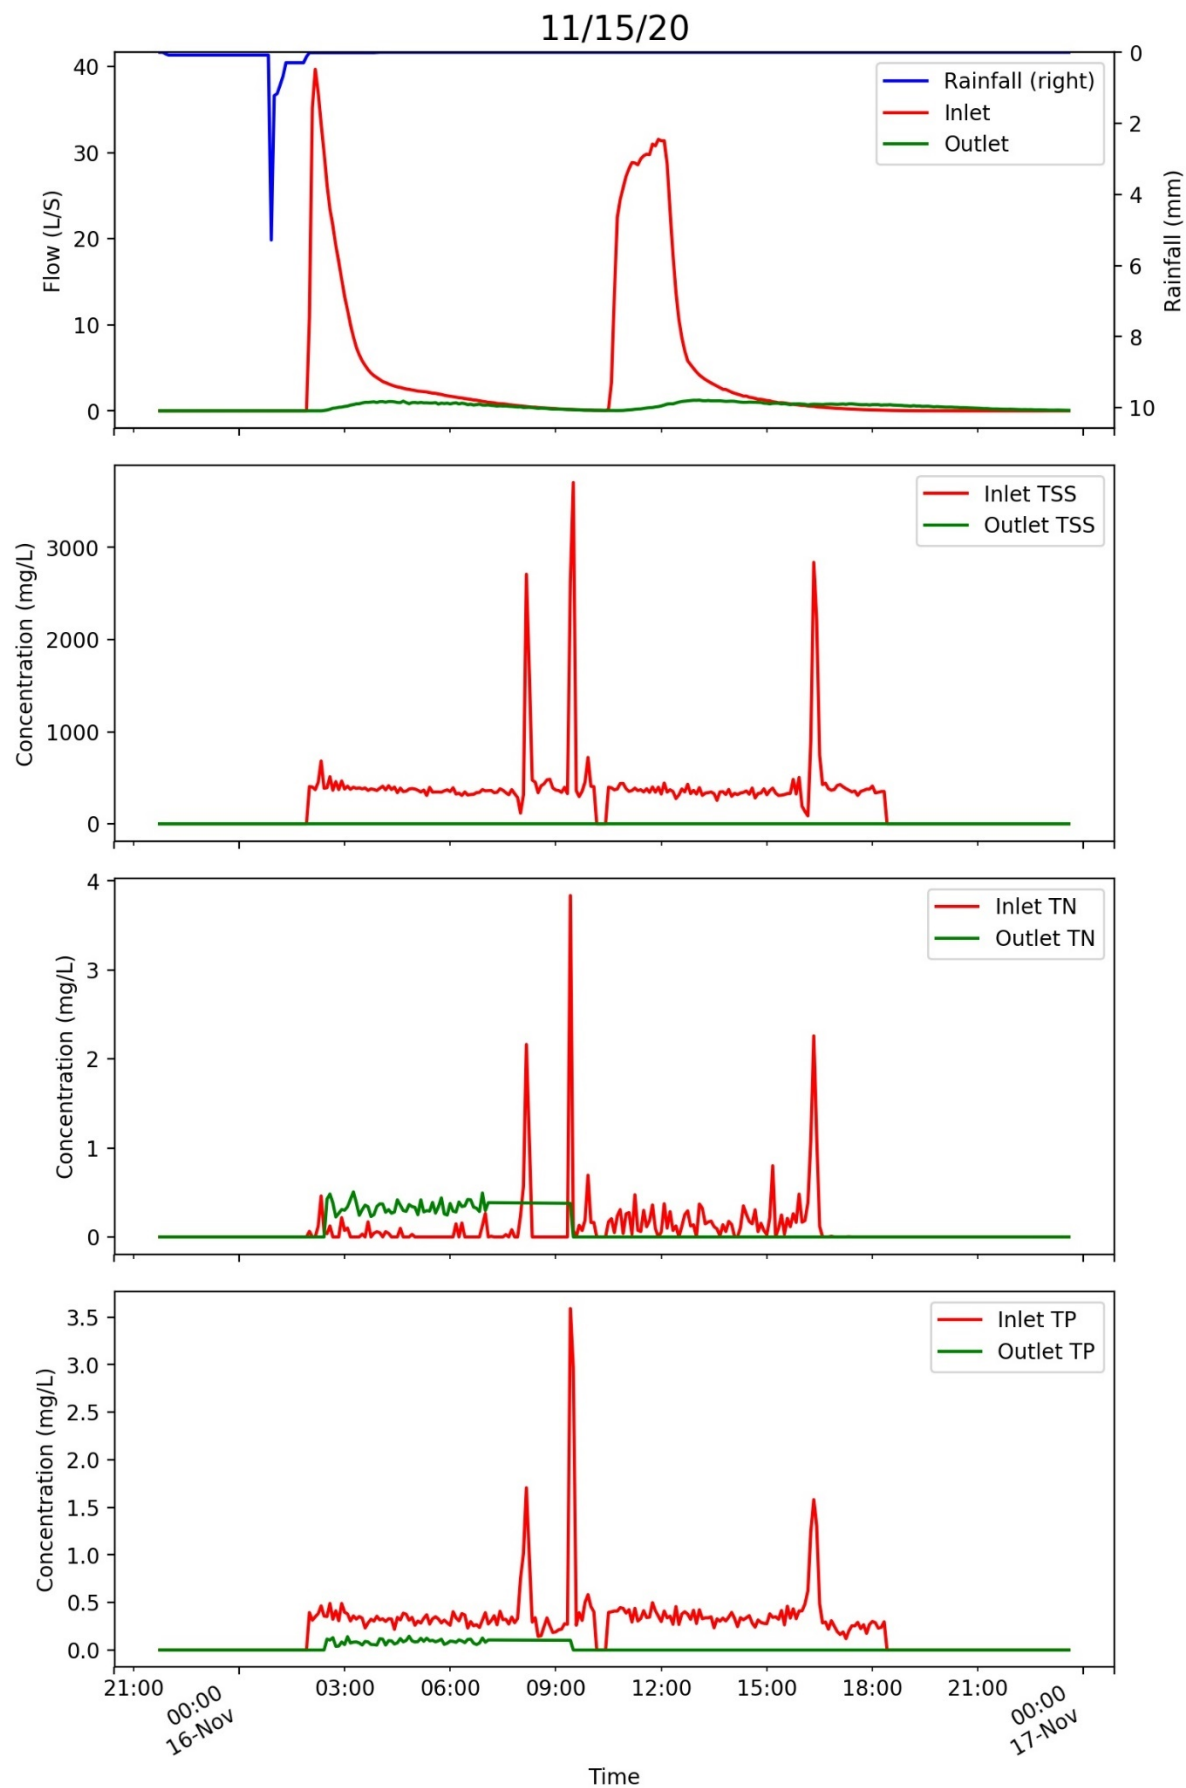 11/15/20
40
30
20
10
0
Flow (L/S)
Rainfall (right)
Inlet
Outlet
0
2
4
6
8
10
Rainfall (mm)
3000
2000
1000
0
Concentration (mg/L)
Inlet TSS
Outlet TSS
4
3
2
1
0
Concentration (mg/L)
Inlet TN
Outlet TN
3.5
3.0
2.5
2.0
1.5
1.0
0.5
0.0
Concentration (mg/L)
Inlet TP
Outlet TP
21:00
00:00
16-Nov
03:00
06:00
09:00
12:00
15:00
18:00
21:00
00:00
17-Nov
Time